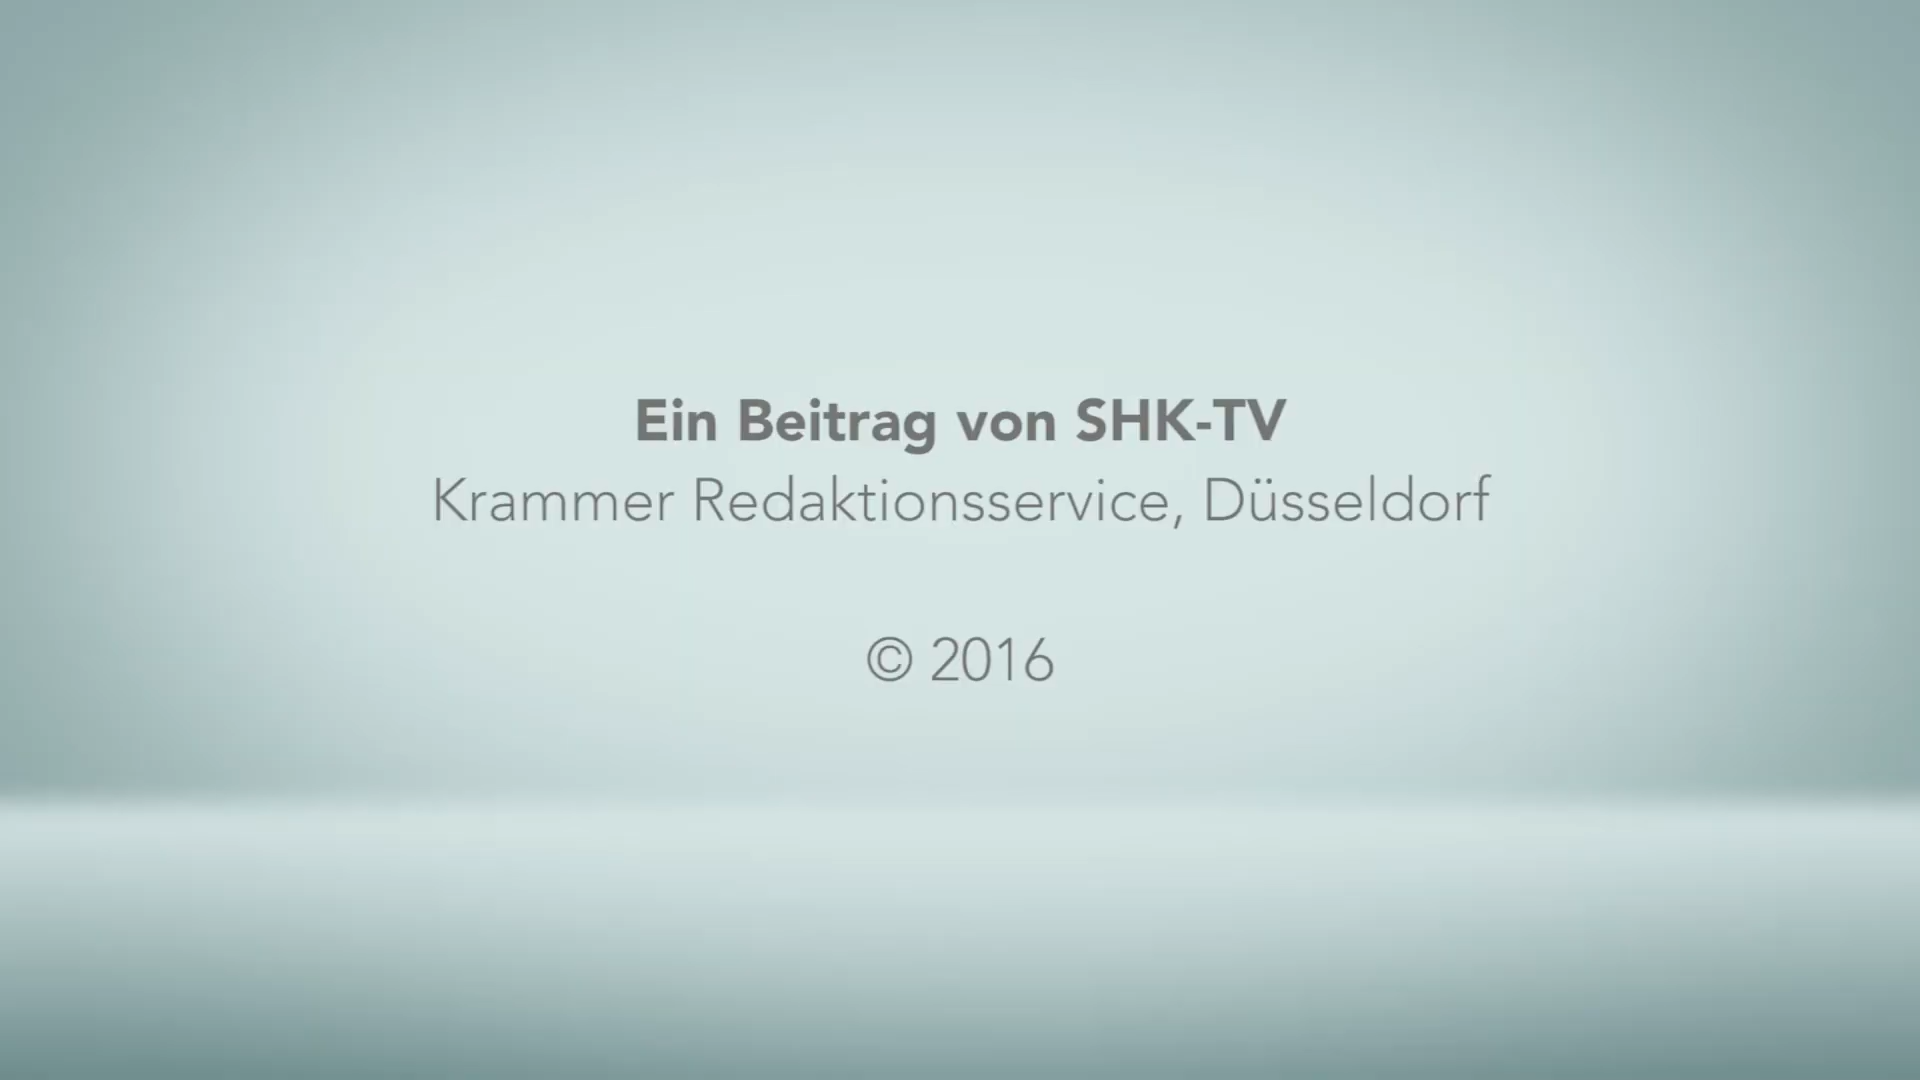 Ein Beitrag von SHK-TV
Krammer Redaktionsservice, Düsseldorf
© 2016